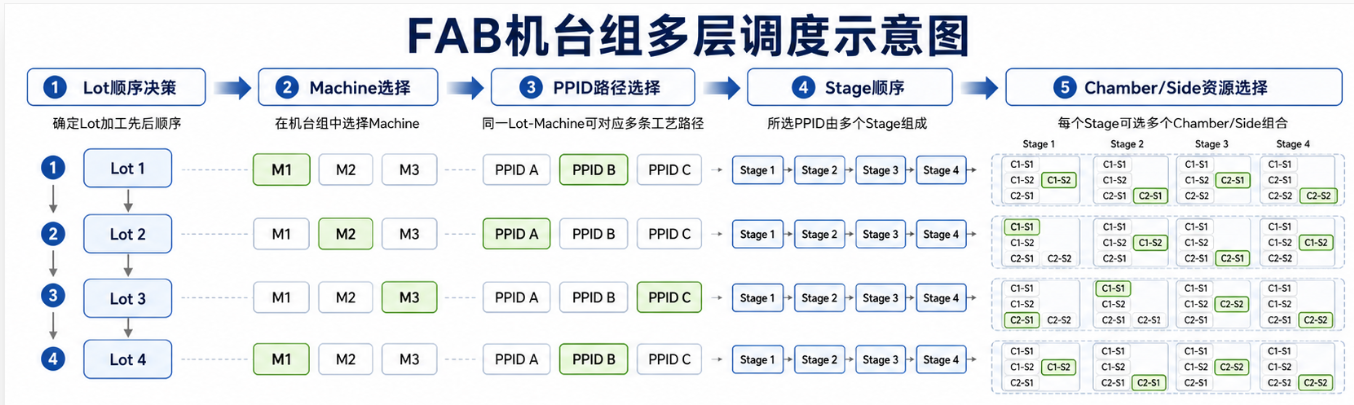 FAB机台组多层调度示意图
1 Lot顺序决策
2 Machine选择
3 PPID路径选择
4 Stage顺序
5 Chamber/Side资源选择
确定Lot加工先后顺序
在机台组中选择Machine
同一Lot-Machine可对应多条工艺路径
所选PPID由多个Stage组成
每个Stage可选多个Chamber/Side组合
Stage 1 Stage 2 Stage 3 Stage 4
1 Lot 1 M1 M2 M3 PPID A PPID B PPID C Stage 1 Stage 2 Stage 3 Stage 4
C1-S1 C1-S1 C1-S1 C1-S1
C1-S2 C1-S2 C1-S2 C1-S2 C2-S1 C1-S2
C2-S1 C2-S1 C2-S1 C2-S1 C2-S2 C2-S2
2 Lot 2 M1 M2 M3 PPID A PPID B PPID C Stage 1 Stage 2 Stage 3 Stage 4
C1-S1 C1-S1 C1-S1 C1-S1
C1-S2 C1-S2 C1-S2 C1-S2 C1-S2 C1-S2
C2-S1 C2-S2 C2-S1 C2-S1 C2-S1 C2-S1
3 Lot 3 M1 M2 M3 PPID A PPID B PPID C Stage 1 Stage 2 Stage 3 Stage 4
C1-S1 C1-S1 C1-S1 C1-S1
C1-S2 C1-S2 C1-S2 C2-S2 C1-S2
C2-S1 C2-S2 C2-S1 C2-S1 C2-S1 C2-S2
4 Lot 4 M1 M2 M3 PPID A PPID B PPID C Stage 1 Stage 2 Stage 3 Stage 4
C1-S1 C1-S1 C1-S1 C1-S1
C1-S2 C1-S2 C1-S2 C1-S2 C2-S2 C1-S2
C2-S1 C2-S1 C2-S1 C2-S1 C2-S2 C2-S2